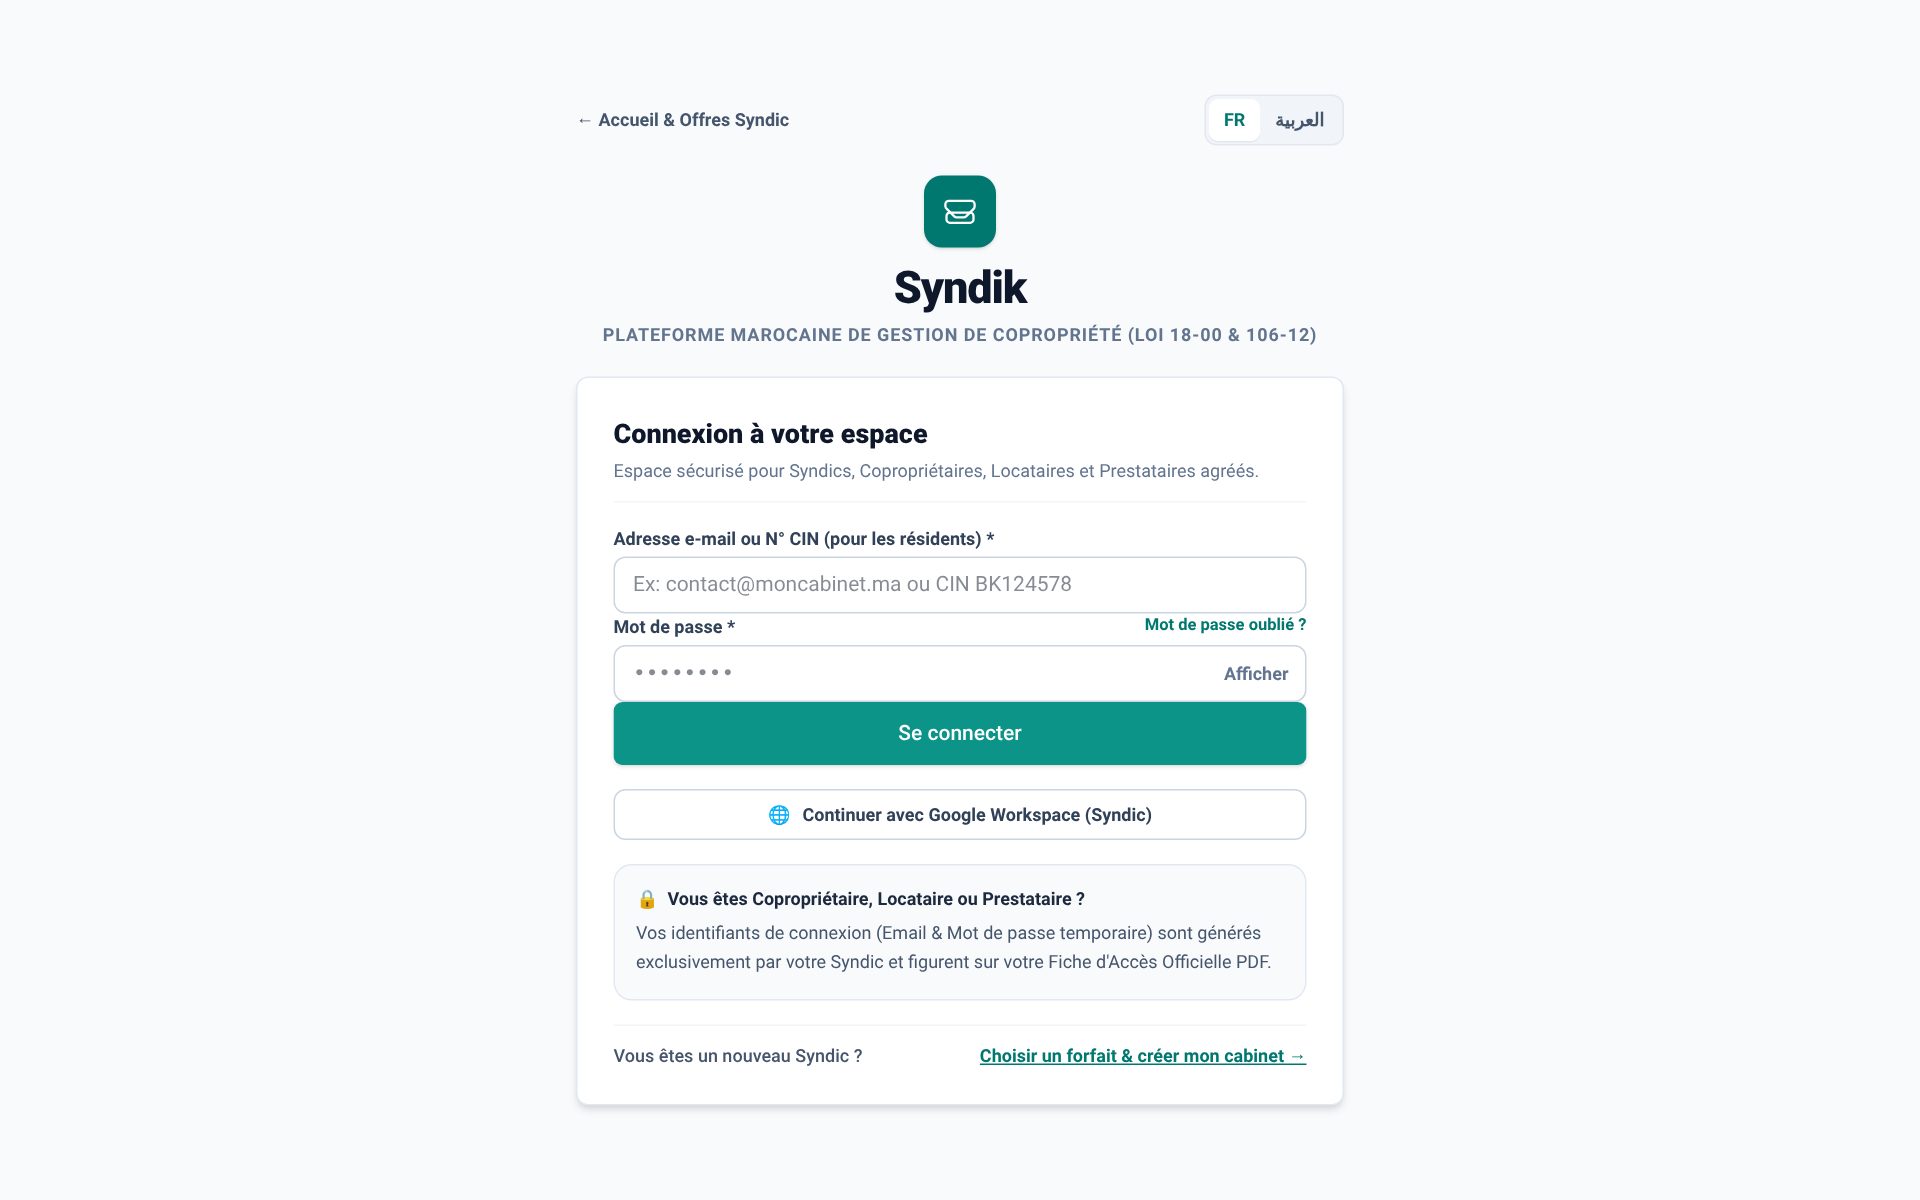 ← Accueil & Offres Syndic
FR العربية
Syndik
PLATEFORME MAROCAINE DE GESTION DE COPROPRIÉTÉ (LOI 18-00 & 106-12)
Connexion à votre espace
Espace sécurisé pour Syndics, Copropriétaires, Locataires et Prestataires agréés.
Adresse e-mail ou N° CIN (pour les résidents) *
Ex: contact@moncabinet.ma ou CIN BK124578
Mot de passe * Mot de passe oublié ?
•••••••• Afficher
Se connecter
Continuer avec Google Workspace (Syndic)
Vous êtes Copropriétaire, Locataire ou Prestataire ?
Vos identifiants de connexion (Email & Mot de passe temporaire) sont générés
exclusivement par votre Syndic et figurent sur votre Fiche d'Accès Officielle PDF.
Vous êtes un nouveau Syndic ? Choisir un forfait & créer mon cabinet →